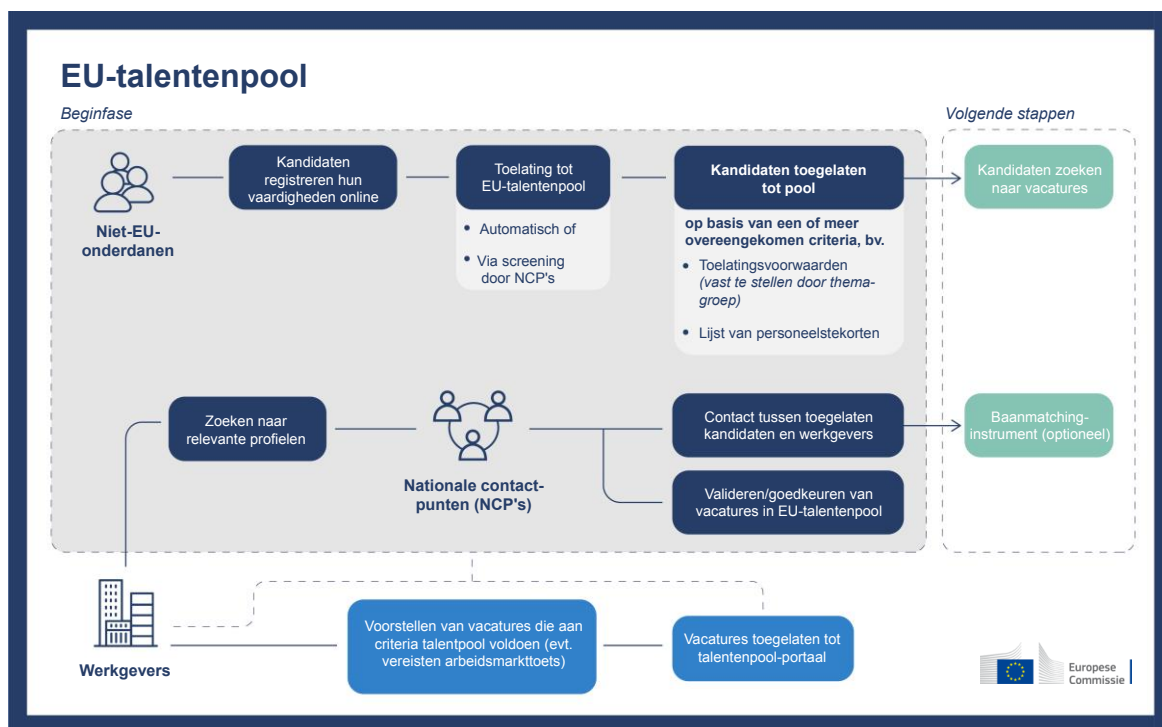 EU-talentenpool
Beginfase
Volgende stappen
Niet-EU-
onderdanen
Kandidaten
registreren hun
vaardigheden online
Toelating tot
EU-talentenpool
• Automatisch of
• Via screening
door NCP's
Kandidaten toegelaten
tot pool
op basis van een of meer
overeengekomen criteria, bv.
• Toelatingsvoorwaarden
(vast te stellen door thema-
groep)
• Lijst van personeelstekorten
Kandidaten zoeken
naar vacatures
Zoeken naar
relevante profielen
Nationale contact-
punten (NCP's)
Contact tussen toegelaten
kandidaten en werkgevers
Valideren/goedkeuren van
vacatures in EU-talentenpool
Baanmatching-
instrument (optioneel)
Werkgevers
Voorstellen van vacatures die aan
criteria talentpool voldoen (evt.
vereisten arbeidsmarkttoets)
Vacatures toegelaten tot
talentenpool-portaal
Europese
Commissie